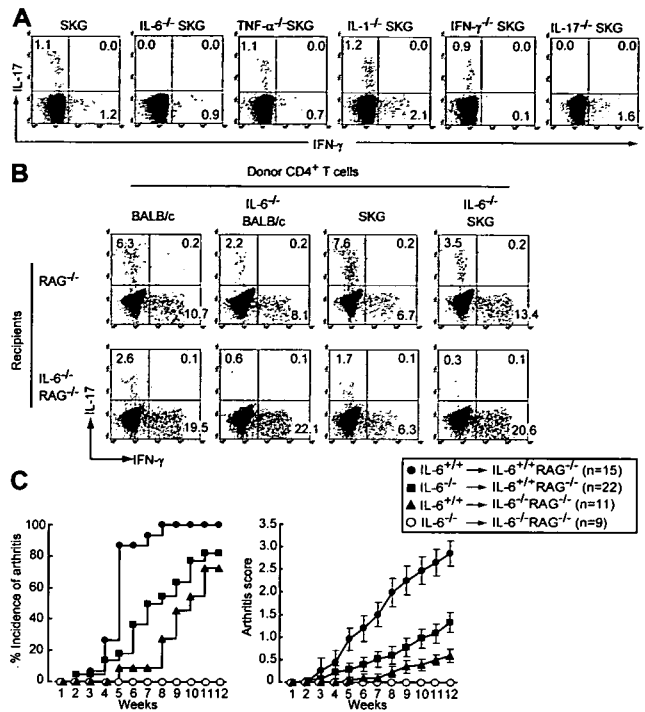 A
SKG IL-6-/- SKG TNF-α-/-SKG IL-1-/- SKG IFN-γ-/- SKG IL-17-/- SKG
1.1 0.0 0.0 0.0 1.1 0.0 1.2 0.0 0.9 0.0 0.0 0.0
1.2 0.9 0.7 2.1 0.1 1.6
IL-17
IFN-γ
B
Donor CD4+ T cells
BALB/c IL-6-/- BALB/c SKG IL-6-/- SKG
Recipients
RAG-/-
6.3 0.2 2.2 0.2 7.6 0.2 3.5 0.2
10.7 8.1 6.7 13.4
IL-6-/- RAG-/-
2.6 0.1 0.6 0.1 1.7 0.1 0.3 0.1
19.5 22.1 6.3 20.6
IL-17
IFN-γ
C
● IL-6+/+ → IL-6+/+RAG-/- (n=15)
■ IL-6-/- → IL-6+/+RAG-/- (n=22)
▲ IL-6+/+ → IL-6-/-RAG-/- (n=11)
○ IL-6-/- → IL-6-/-RAG-/- (n=9)
% Incidence of arthritis
100
80
60
40
20
0
1 2 3 4 5 6 7 8 9 10 11 12
Weeks
Arthritis score
3.5
3.0
2.5
2.0
1.5
1.0
0.5
0
1 2 3 4 5 6 7 8 9 10 11 12
Weeks